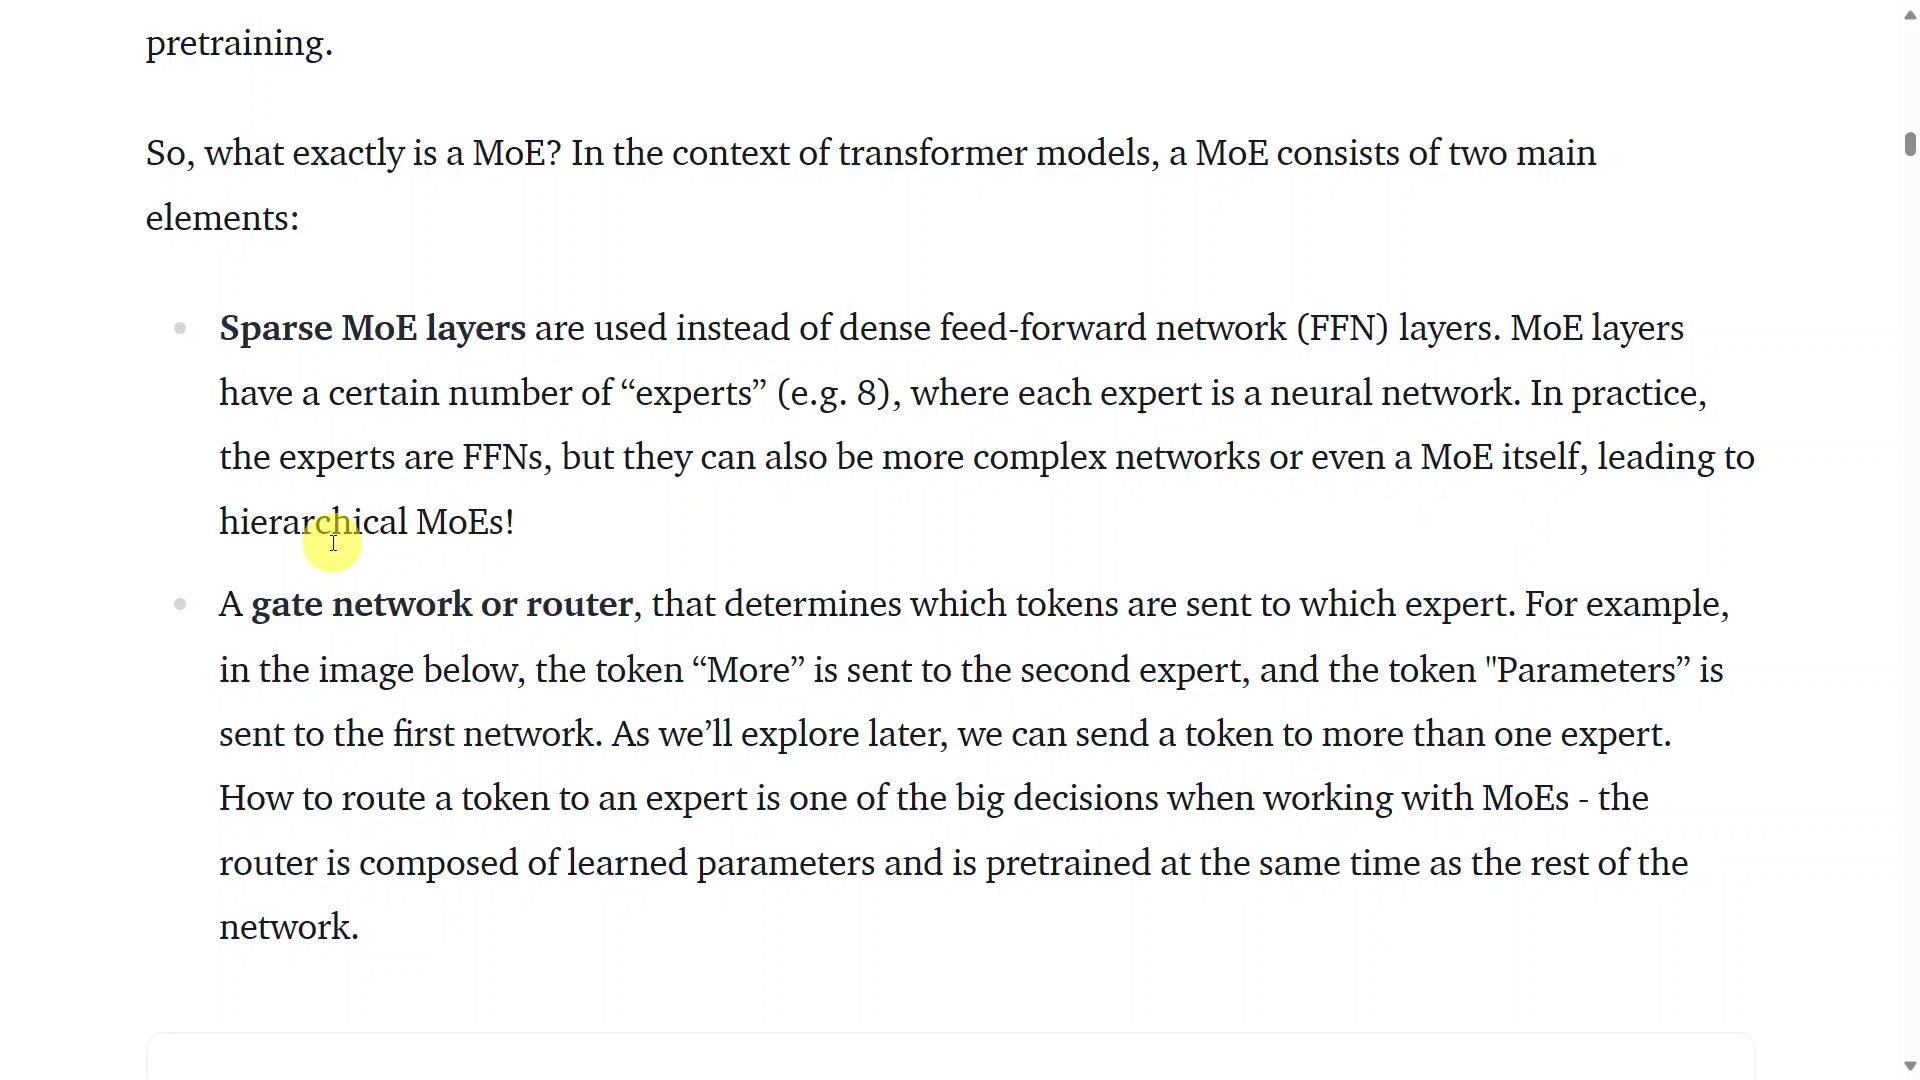 pretraining.
So, what exactly is a MoE? In the context of transformer models, a MoE consists of two main
elements:
Sparse MoE layers are used instead of dense feed-forward network (FFN) layers. MoE layers
have a certain number of “experts” (e.g. 8), where each expert is a neural network. In practice,
the experts are FFNs, but they can also be more complex networks or even a MoE itself, leading to
hierarchical MoEs!
A gate network or router, that determines which tokens are sent to which expert. For example,
in the image below, the token “More” is sent to the second expert, and the token "Parameters” is
sent to the first network. As we’ll explore later, we can send a token to more than one expert.
How to route a token to an expert is one of the big decisions when working with MoEs - the
router is composed of learned parameters and is pretrained at the same time as the rest of the
network.